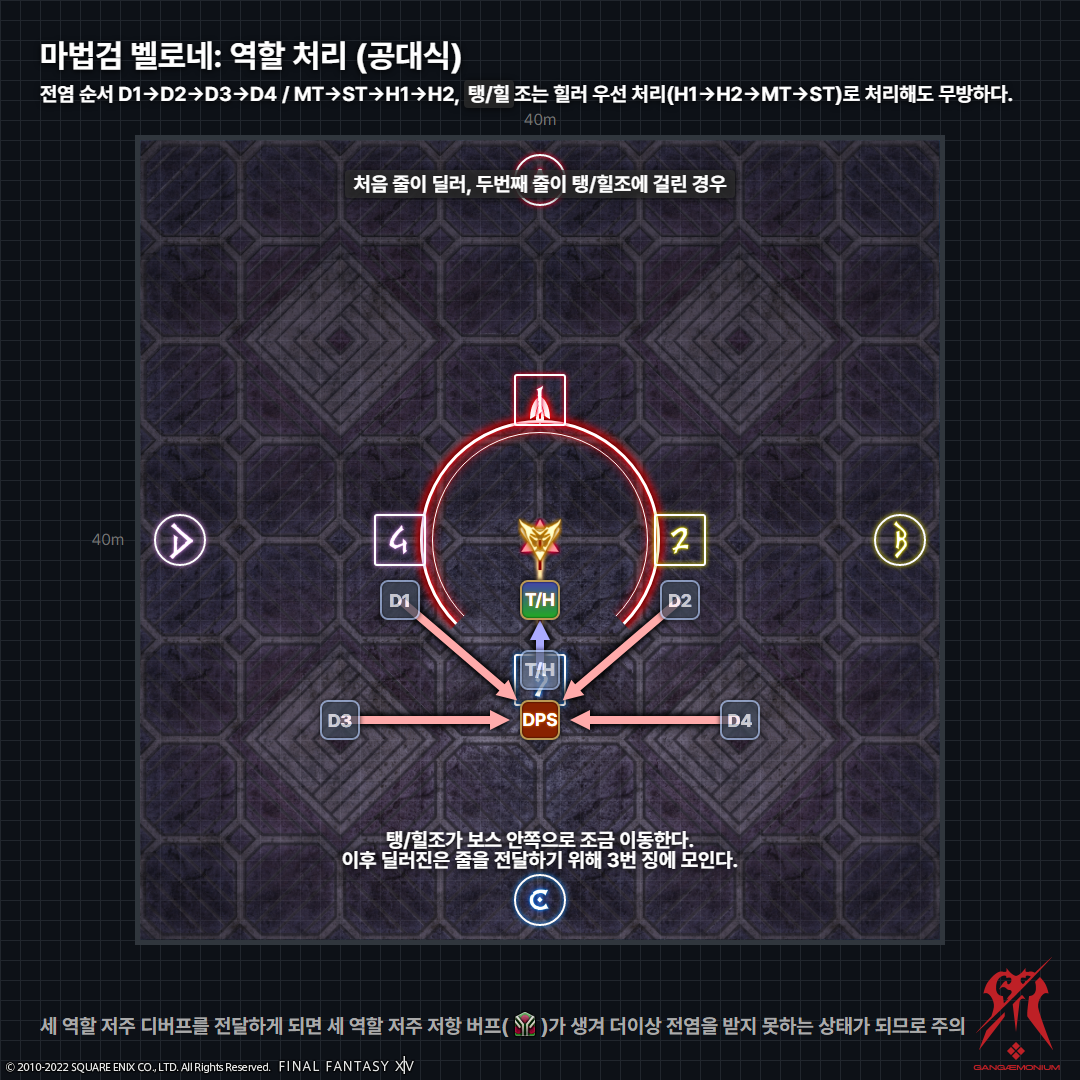 마법검 벨로네: 역할 처리 (공대식)
전염 순서 D1→D2→D3→D4 / MT→ST→H1→H2, 탱/힐 조는 힐러 우선 처리(H1→H2→MT→ST)로 처리해도 무방하다.
40m
처음 줄이 딜러, 두번째 줄이 탱/힐조에 걸린 경우
40m
D
4
2
B
D1
T/H
D2
T/H
D3
DPS
D4
탱/힐조가 보스 안쪽으로 조금 이동한다.
이후 딜러진은 줄을 전달하기 위해 3번 징에 모인다.
C
세 역할 저주 디버프를 전달하게 되면 세 역할 저주 저항 버프( )가 생겨 더이상 전염을 받지 못하는 상태가 되므로 주의
GANGÆMONIUM
© 2010-2022 SQUARE ENIX CO., LTD. All Rights Reserved. FINAL FANTASY XIV